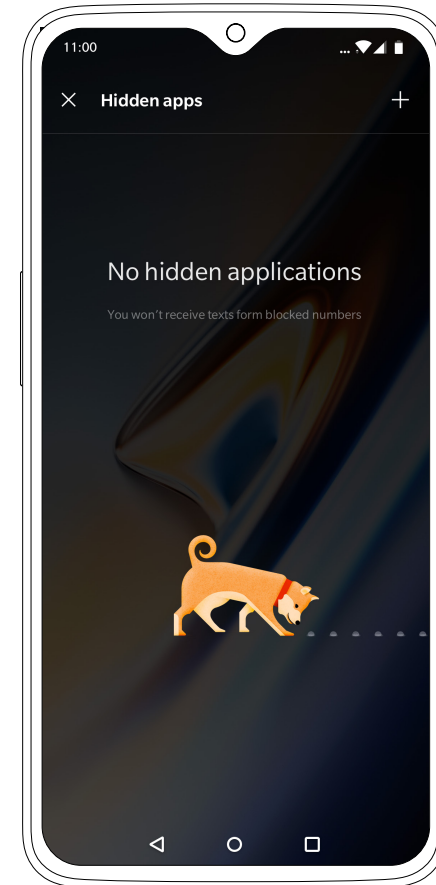 11:00
Hidden apps
No hidden applications
You won't receive texts form blocked numbers